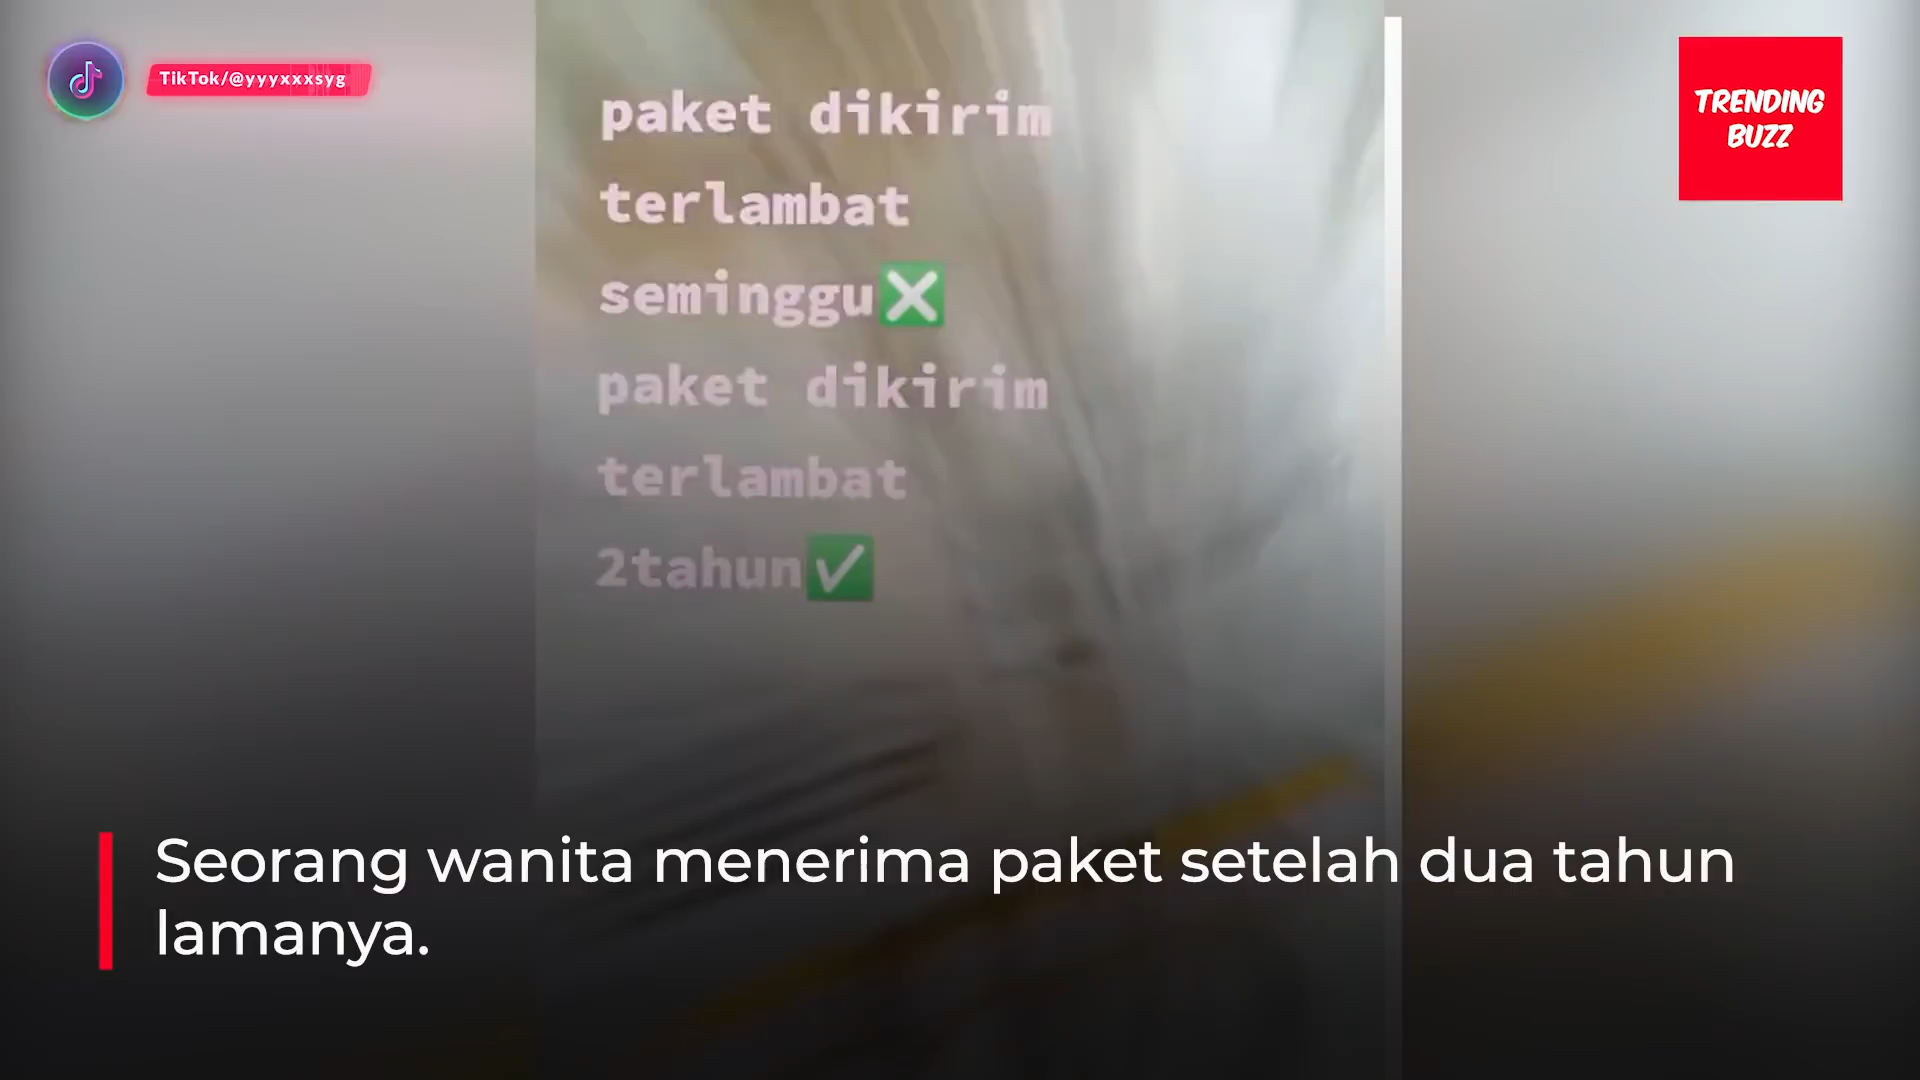 TikTok/@yyyxxxsyg
TRENDING
BUZZ
paket dikirim
terlambat
seminggu❎
paket dikirim
terlambat
2tahun✅
Seorang wanita menerima paket setelah dua tahun
lamanya.